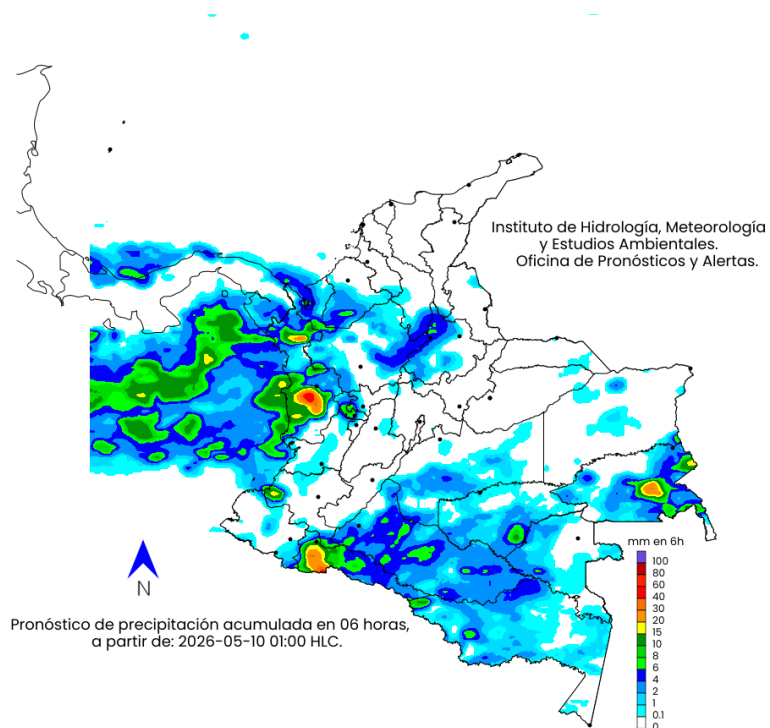 Instituto de Hidrología, Meteorología
y Estudios Ambientales.
Oficina de Pronósticos y Alertas.
N
Pronóstico de precipitación acumulada en 06 horas,
a partir de: 2026-05-10 01:00 HLC.
mm en 6h
100
80
60
40
30
20
15
10
8
6
4
2
1
0.1
0